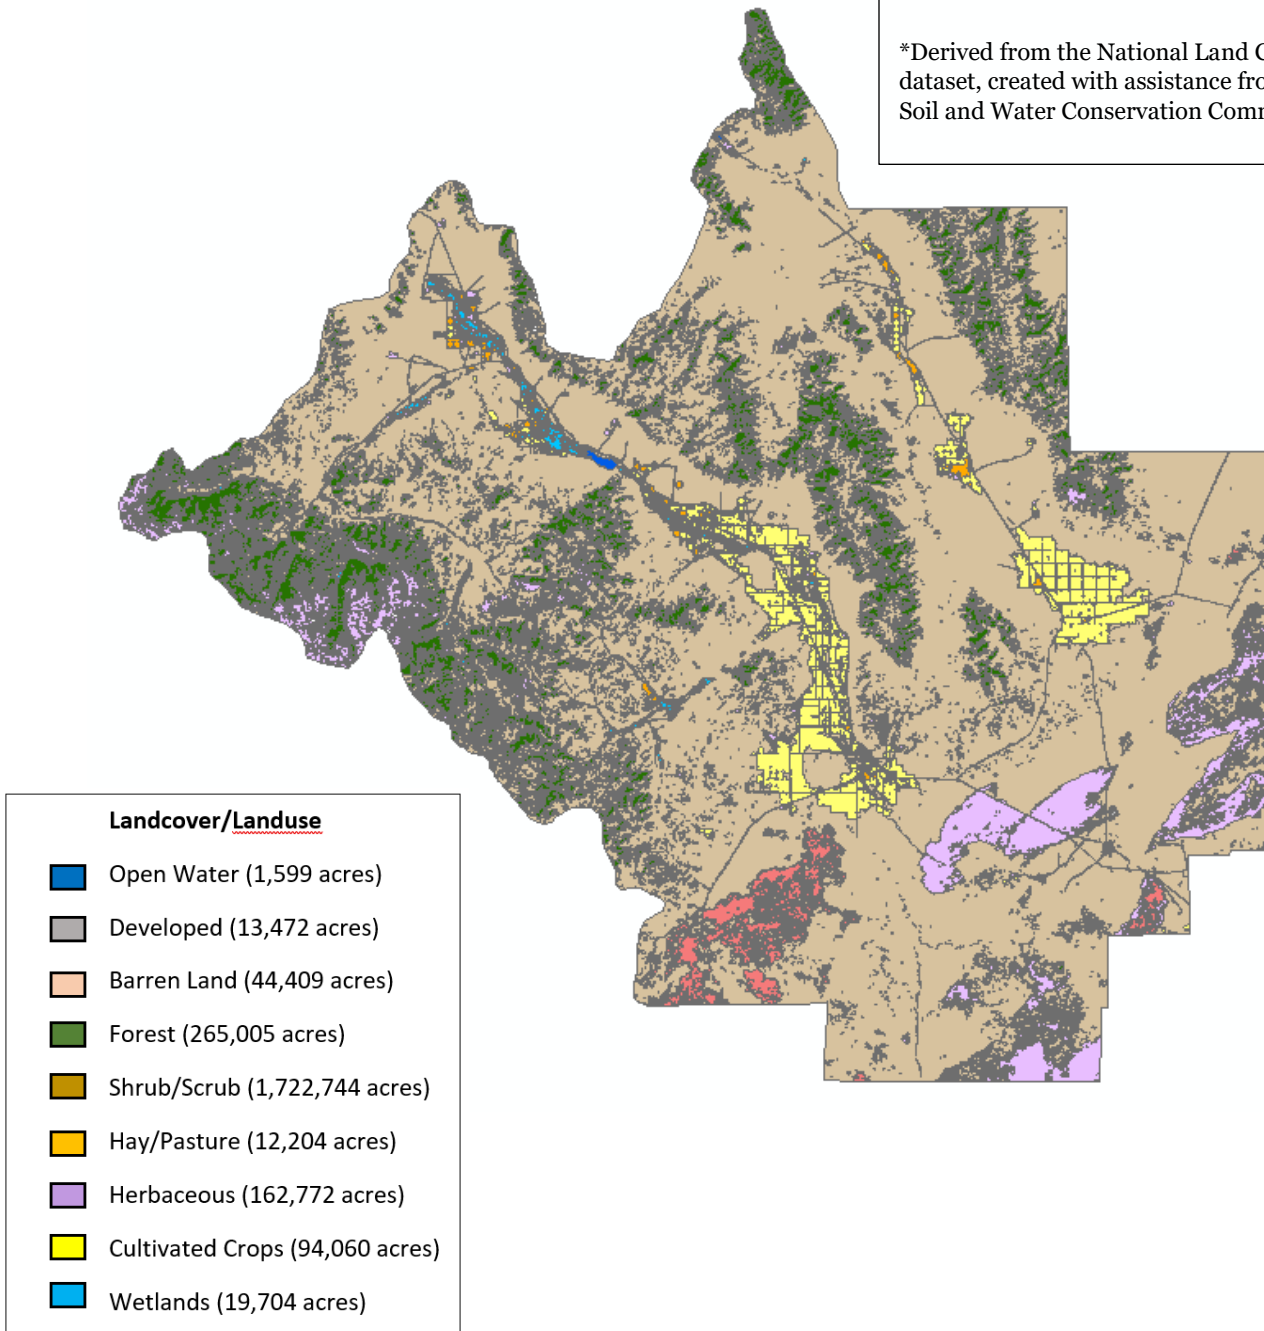 *Derived from the National Land
dataset, created with assistance
Soil and Water Conservation
Landcover/Landuse
Open Water (1,599 acres)
Developed (13,472 acres)
Barren Land (44,409 acres)
Forest (265,005 acres)
Shrub/Scrub (1,722,744 acres)
Hay/Pasture (12,204 acres)
Herbaceous (162,772 acres)
Cultivated Crops (94,060 acres)
Wetlands (19,704 acres)